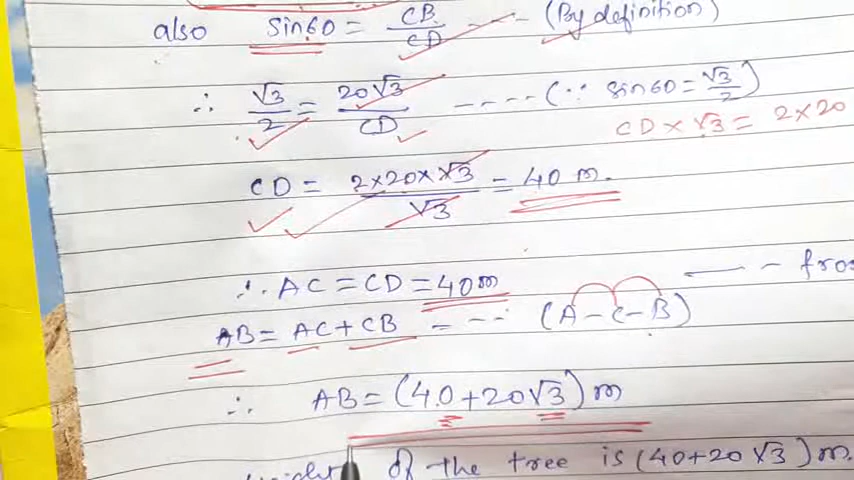 also Sin60 = CB/CD --- (By definition)
∴ √3/2 = 20√3/CD ---- (∵ Sin60 = √3/2)
CD × √3 = 2×20
CD = 2×20×√3/√3 = 40 m.
∴ AC = CD = 40m —— -
AB = AC + CB - --- (A - C - B)
∴ AB = (40 + 20√3) m
of the tree is (40+20√3)m.